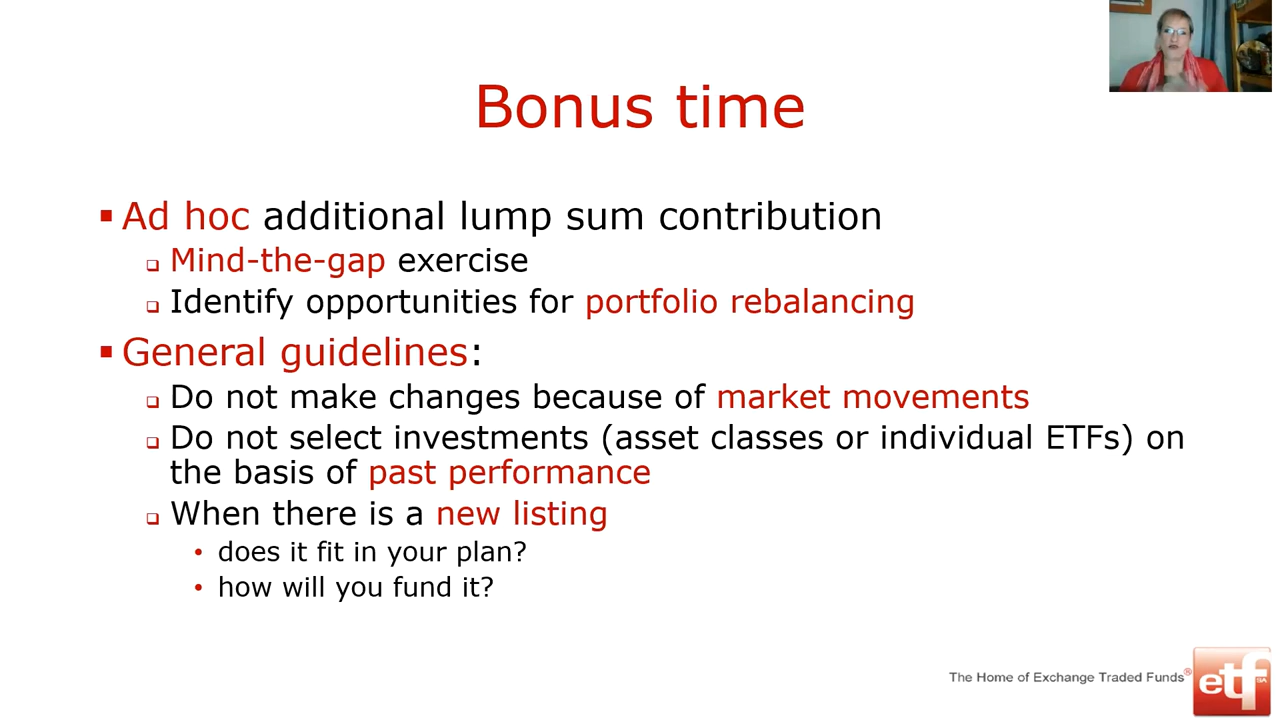 Bonus time
Ad hoc additional lump sum contribution
Mind-the-gap exercise
Identify opportunities for portfolio rebalancing
General guidelines:
Do not make changes because of market movements
Do not select investments (asset classes or individual ETFs) on
the basis of past performance
When there is a new listing
does it fit in your plan?
how will you fund it?
The Home of Exchange Traded Funds®
etf
SA